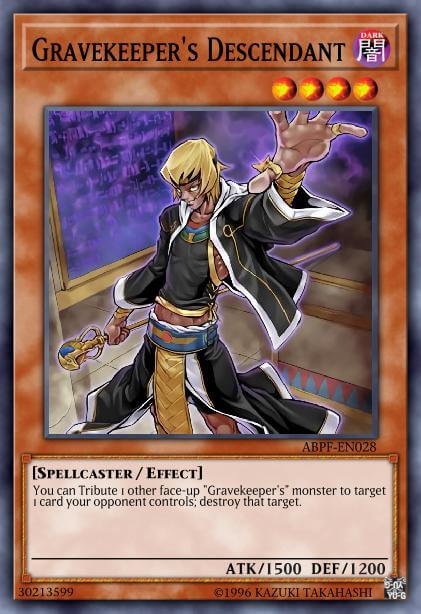 Gravekeeper's Descendant
DARK
闇
ABPF-EN028
[Spellcaster / Effect]
You can Tribute 1 other face-up "Gravekeeper's" monster to target
1 card your opponent controls; destroy that target.
ATK/1500 DEF/1200
30213599
©1996 KAZUKI TAKAHASHI